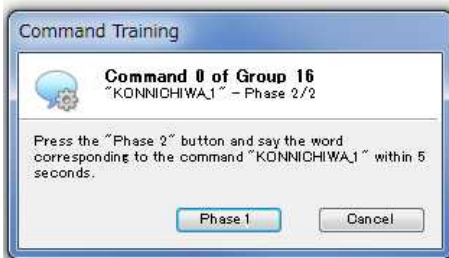 Command Training
Command 0 of Group 16
"KONNICHIWA_1" - Phase 2/2
Press the "Phase 2" button and say the word
corresponding to the command "KONNICHIWA_1" within 5
seconds.
Phase 1
Cancel